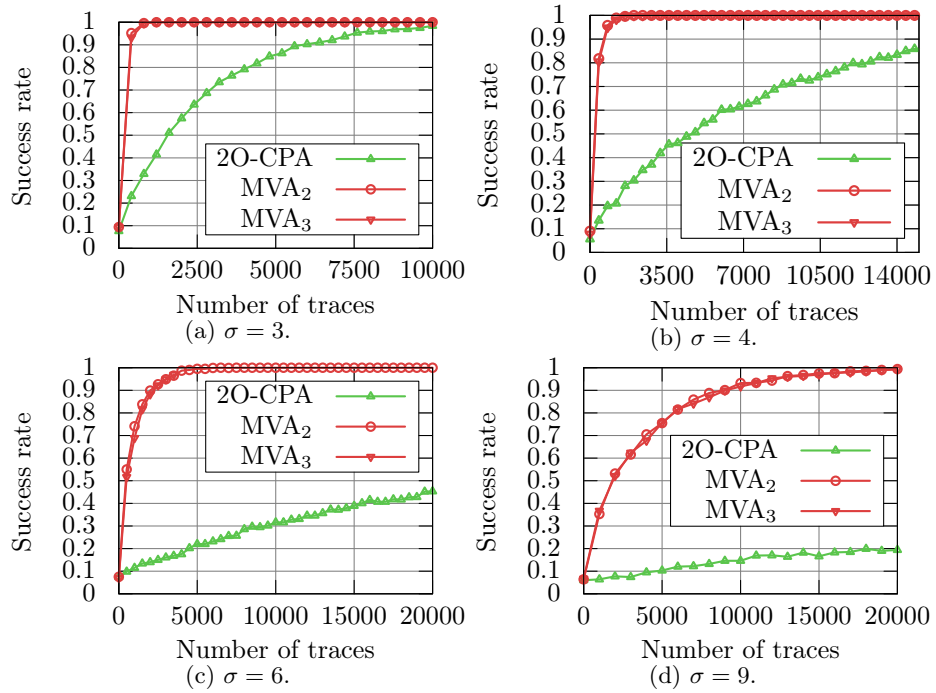 1
0.9
0.8
0.7
0.6
0.5
0.4
0.3
0.2
0.1
0
Success rate
2O-CPA
MVA₂
MVA₃
0 2500 5000 7500 10000
Number of traces
(a) σ = 3.
1
0.9
0.8
0.7
0.6
0.5
0.4
0.3
0.2
0.1
0
Success rate
2O-CPA
MVA₂
MVA₃
0 3500 7000 10500 14000
Number of traces
(b) σ = 4.
1
0.9
0.8
0.7
0.6
0.5
0.4
0.3
0.2
0.1
0
Success rate
2O-CPA
MVA₂
MVA₃
0 5000 10000 15000 20000
Number of traces
(c) σ = 6.
1
0.9
0.8
0.7
0.6
0.5
0.4
0.3
0.2
0.1
0
Success rate
2O-CPA
MVA₂
MVA₃
0 5000 10000 15000 20000
Number of traces
(d) σ = 9.